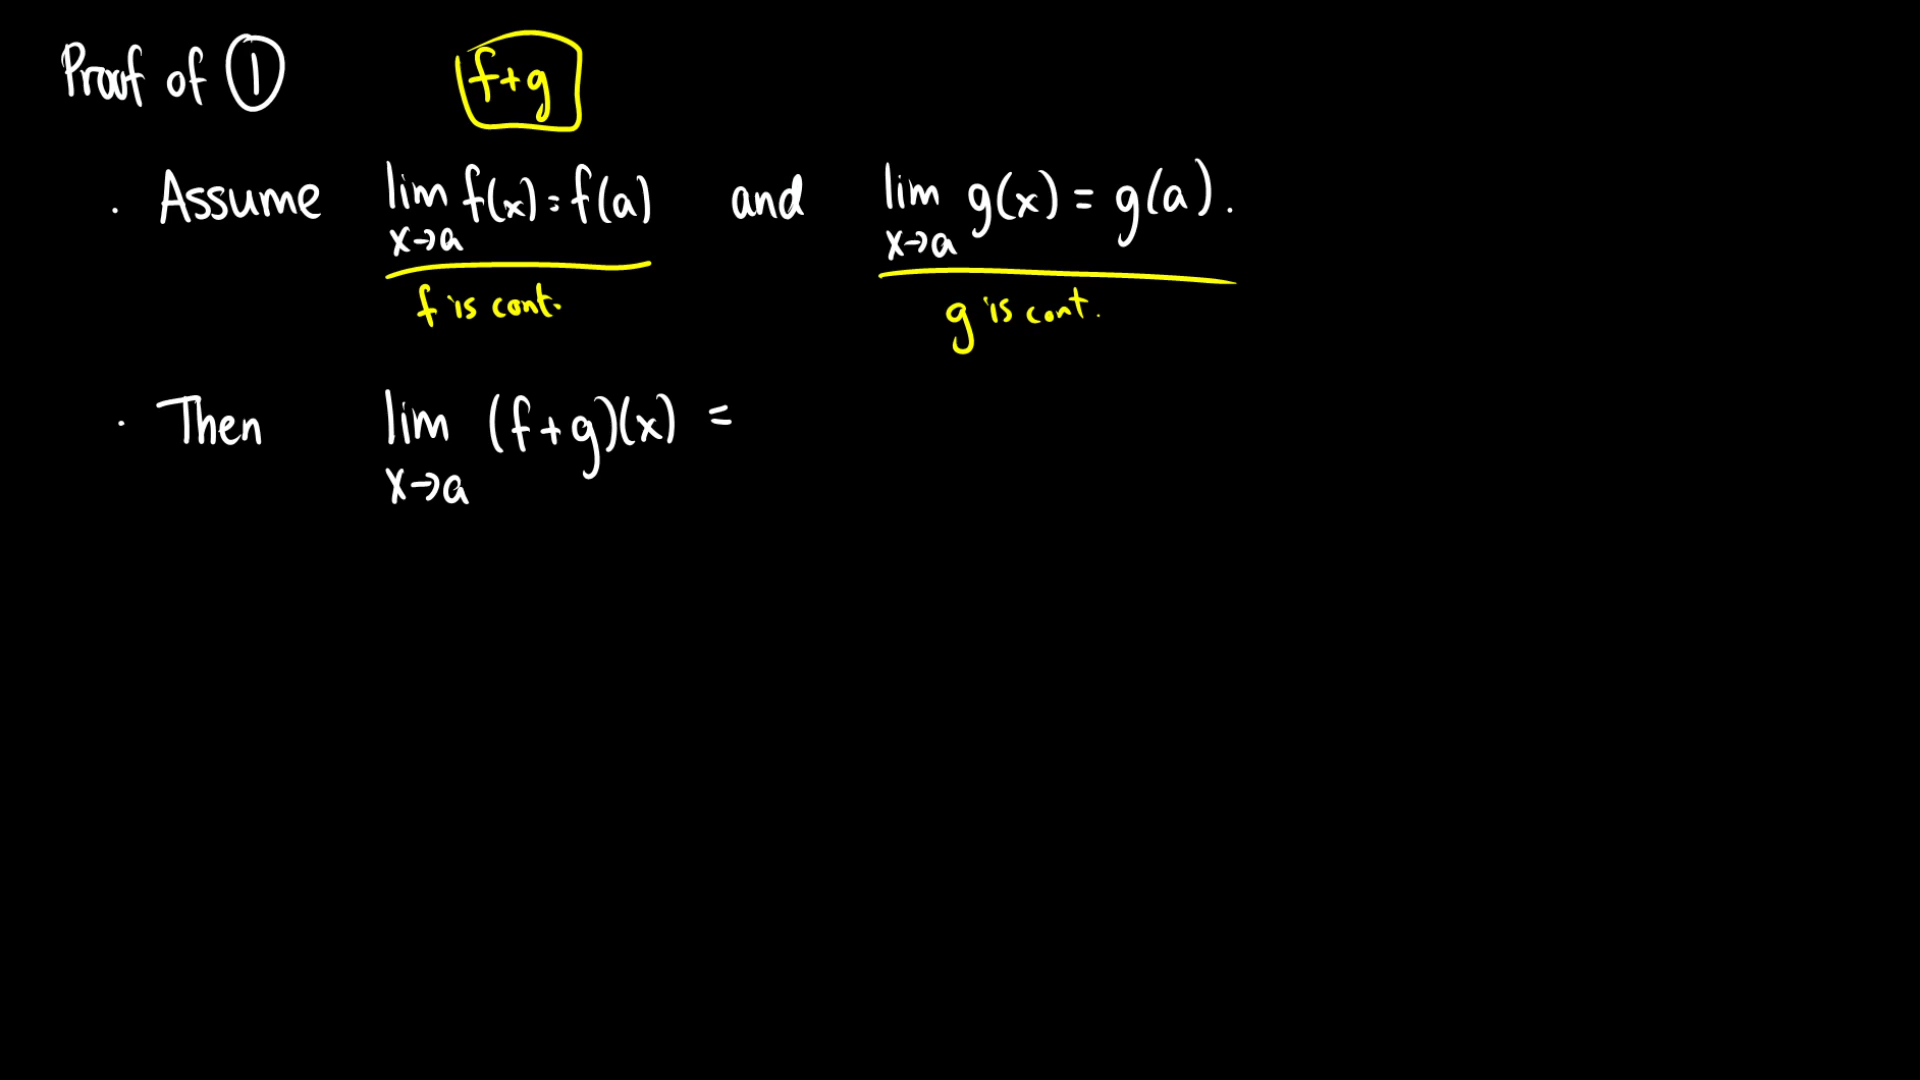 Proof of ① f+g
· Assume lim x→a f(x) = f(a) and lim x→a g(x) = g(a).
f is cont. g is cont.
· Then lim x→a (f+g)(x) =